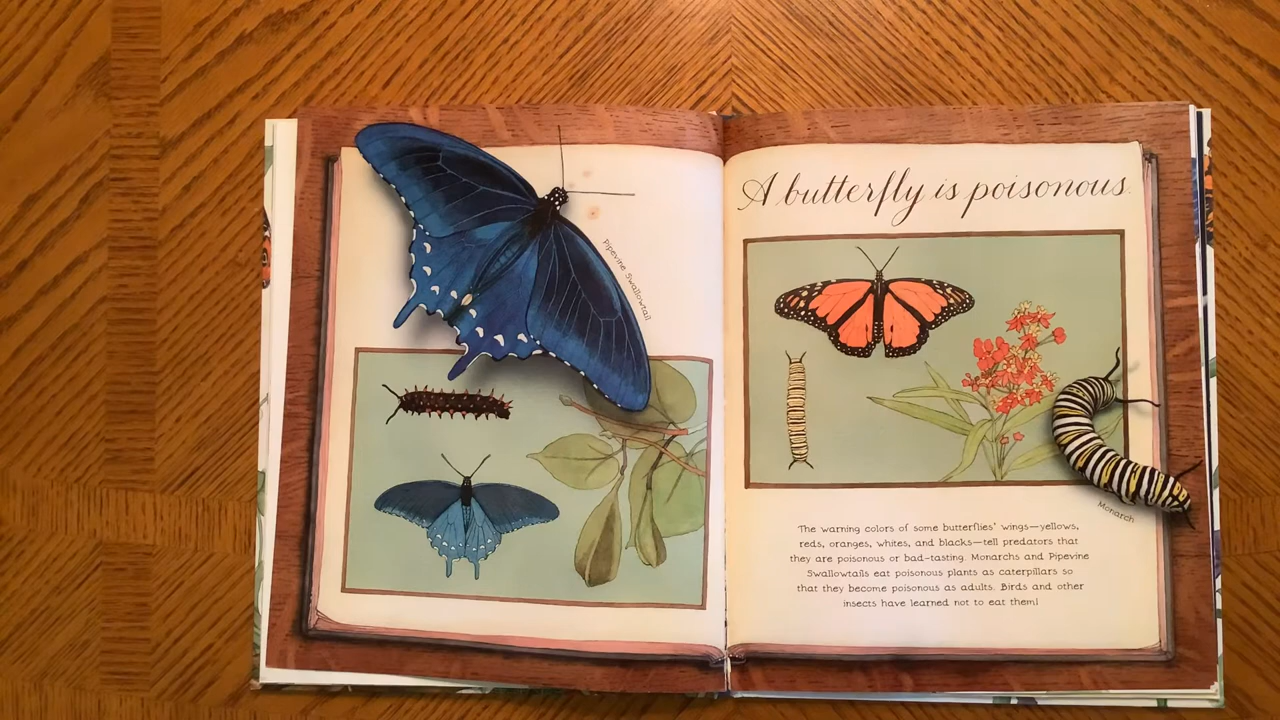 Pipevine Swallowtail
A butterfly is poisonous.
Monarch
The warning colors of some butterflies' wings—yellows,
reds, oranges, whites, and blacks—tell predators that
they are poisonous or bad-tasting. Monarchs and Pipevine
Swallowtails eat poisonous plants as caterpillars so
that they become poisonous as adults. Birds and other
insects have learned not to eat them!